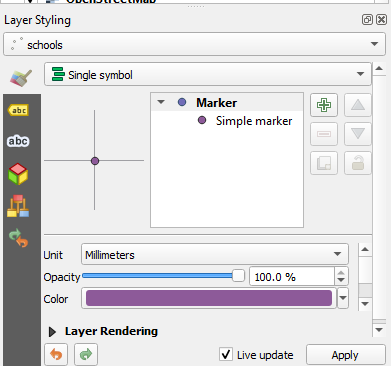 OpenStreetMap
Layer Styling
schools
Single symbol
Marker
Simple marker
abc
abc
Unit Millimeters
Opacity 100.0 %
Color
Layer Rendering
Live update Apply